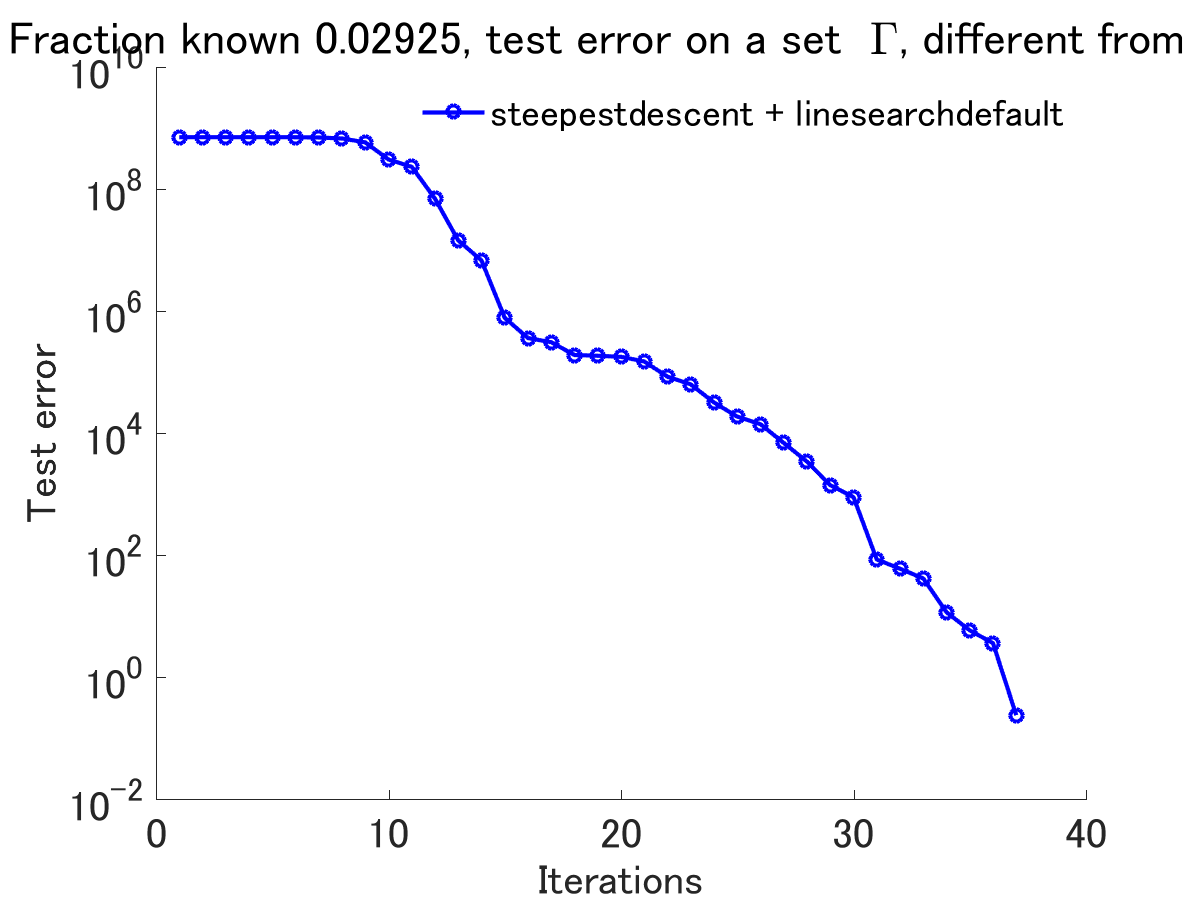 Fraction known 0.02925, test error on a set Γ, different from
10^10
steepestdescent + linesearchdefault
10^8
10^6
10^4
10^2
10^0
10^−2
Test error
0 10 20 30 40
Iterations